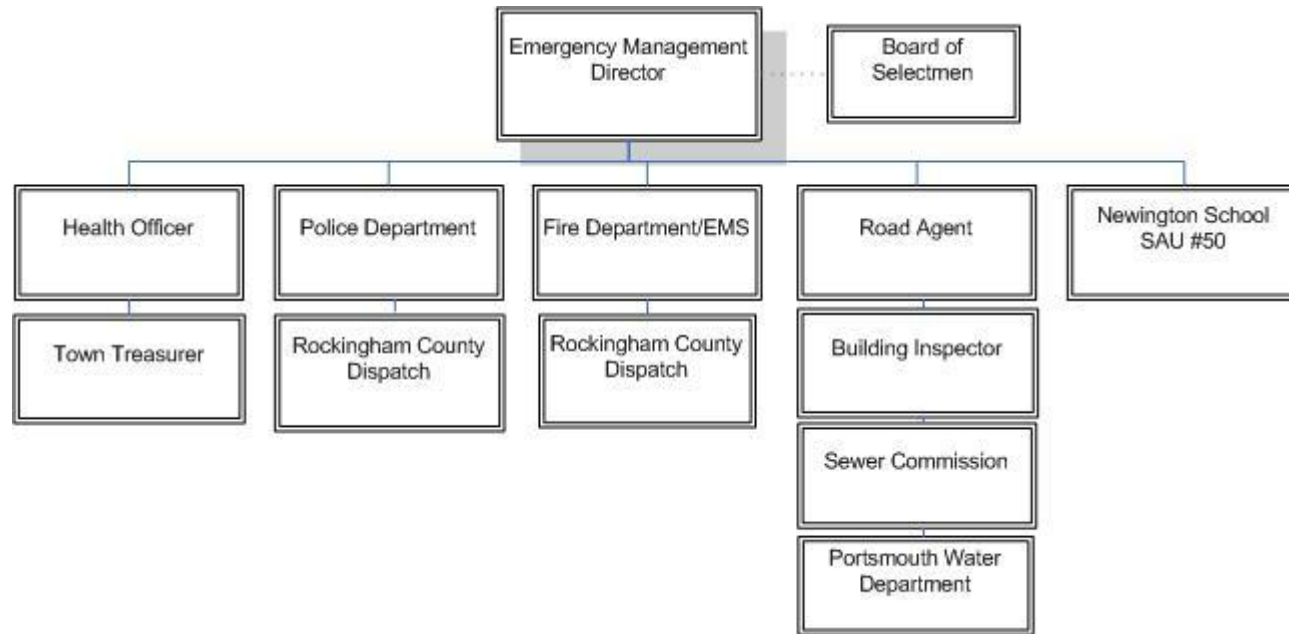 Emergency Management
Director
Board of
Selectmen
Health Officer
Police Department
Fire Department/EMS
Road Agent
Newington School
SAU #50
Town Treasurer
Rockingham County
Dispatch
Rockingham County
Dispatch
Building Inspector
Sewer Commission
Portsmouth Water
Department